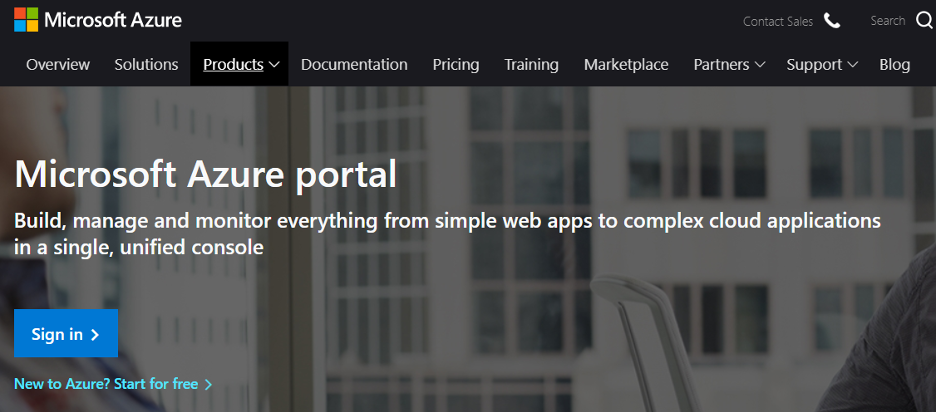 Microsoft Azure
Contact Sales
Search
Overview Solutions Products Documentation Pricing Training Marketplace Partners Support Blog
Microsoft Azure portal
Build, manage and monitor everything from simple web apps to complex cloud applications
in a single, unified console
Sign in
New to Azure? Start for free